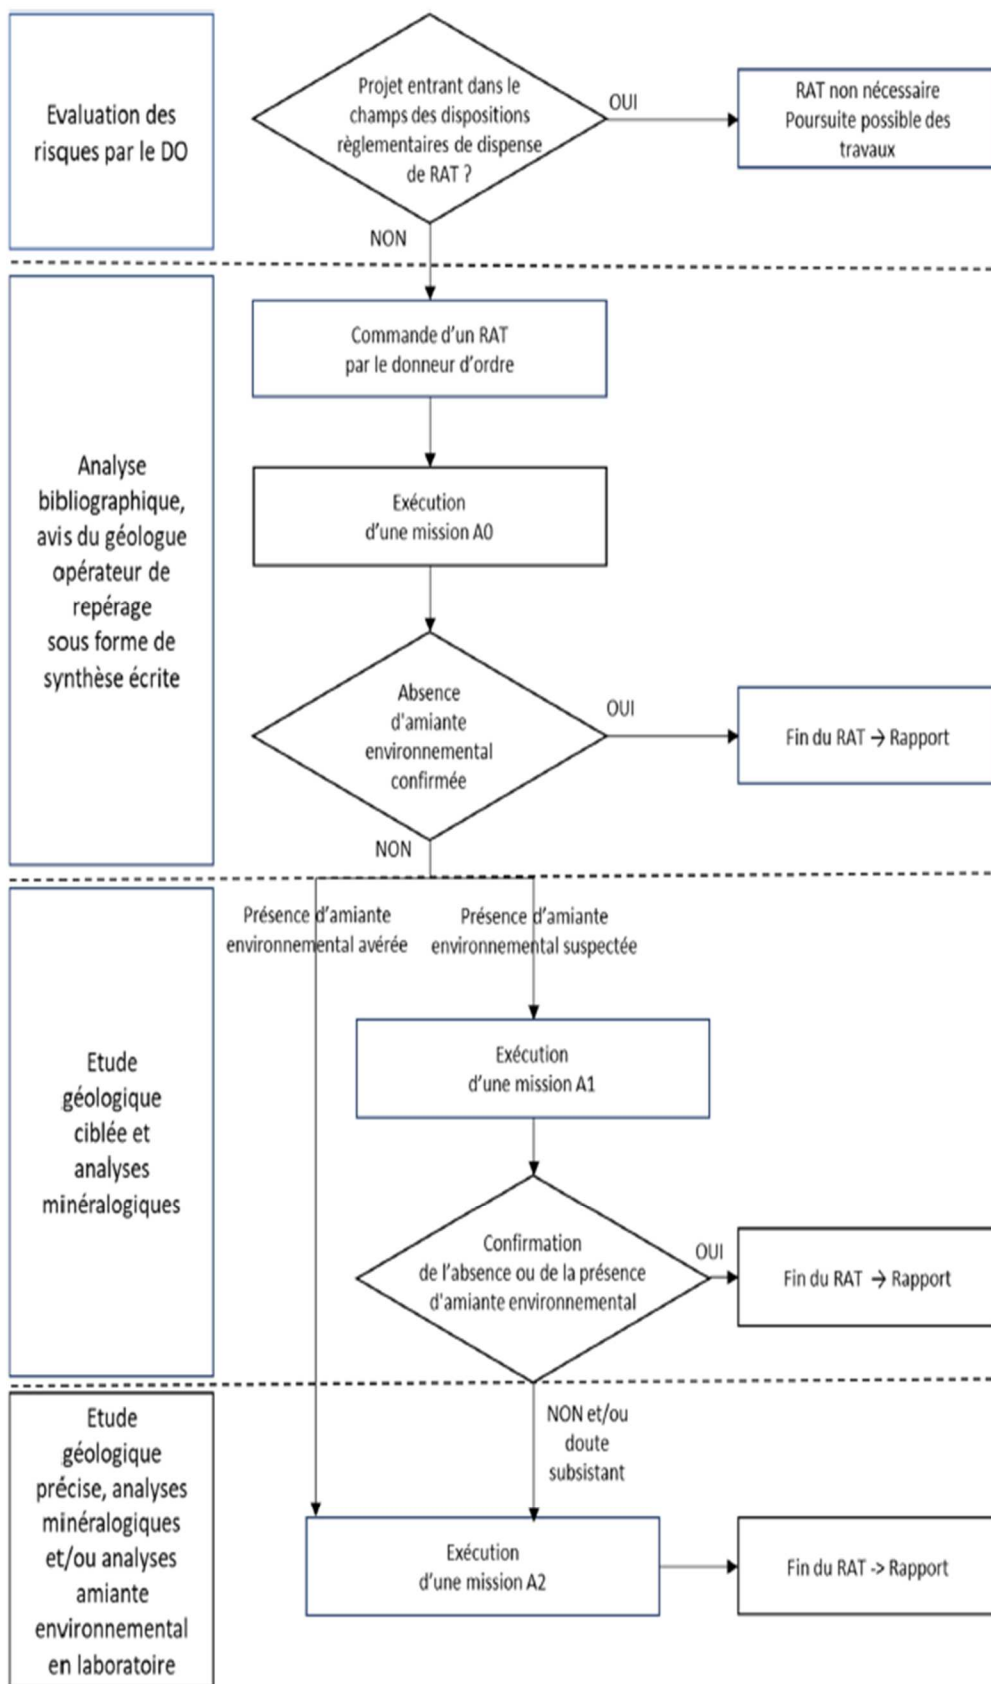 Evaluation des
risques par le DO
Projet entrant dans le
champs des dispositions
règlementaires de dispense
de RAT ?
OUI
RAT non nécessaire
Poursuite possible des
travaux
NON
Analyse
bibliographique,
avis du géologue
opérateur de
repérage
sous forme de
synthèse écrite
Commande d'un RAT
par le donneur d'ordre
Exécution
d'une mission A0
Absence
d'amiante
environnemental
confirmée
OUI
Fin du RAT → Rapport
NON
Etude
géologique
ciblée et
analyses
minéralogiques
Présence d'amiante
environnemental avérée
Présence d'amiante
environnemental suspectée
Exécution
d'une mission A1
Confirmation
de l'absence ou de la présence
d'amiante environnemental
OUI
Fin du RAT → Rapport
Etude
géologique
précise, analyses
minéralogiques
et/ou analyses
amiante
environnemental
en laboratoire
NON et/ou
doute
subsistant
Exécution
d'une mission A2
Fin du RAT -> Rapport